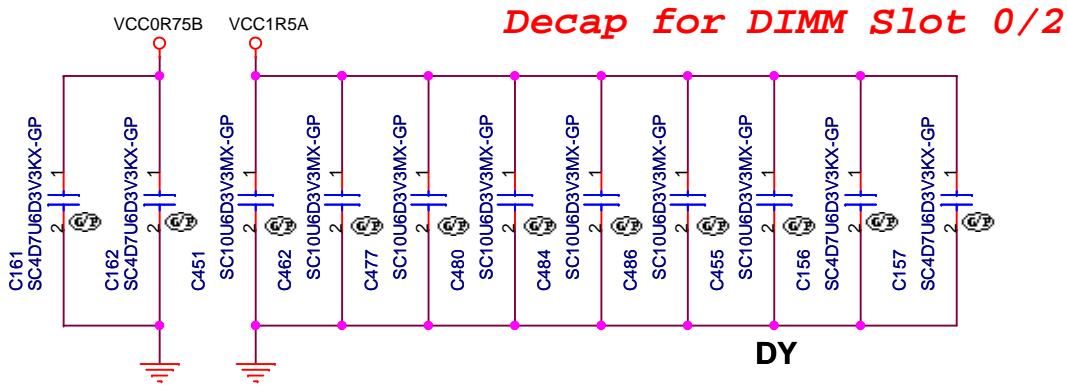 Decap for DIMM Slot 0/2
VCC0R75B
VCC1R5A
C161
SC4D7U6D3V3KX-GP
1
2
G/P
C162
SC4D7U6D3V3KX-GP
1
2
G/P
C451
SC10U6D3V3MX-GP
1
2
G/P
C462
SC10U6D3V3MX-GP
1
2
G/P
C477
SC10U6D3V3MX-GP
1
2
G/P
C480
SC10U6D3V3MX-GP
1
2
G/P
C484
SC10U6D3V3MX-GP
1
2
G/P
C486
SC10U6D3V3MX-GP
1
2
G/P
C455
SC10U6D3V3MX-GP
1
2
G/P
C156
SC4D7U6D3V3KX-GP
1
2
G/P
C157
SC4D7U6D3V3KX-GP
1
2
G/P
DY